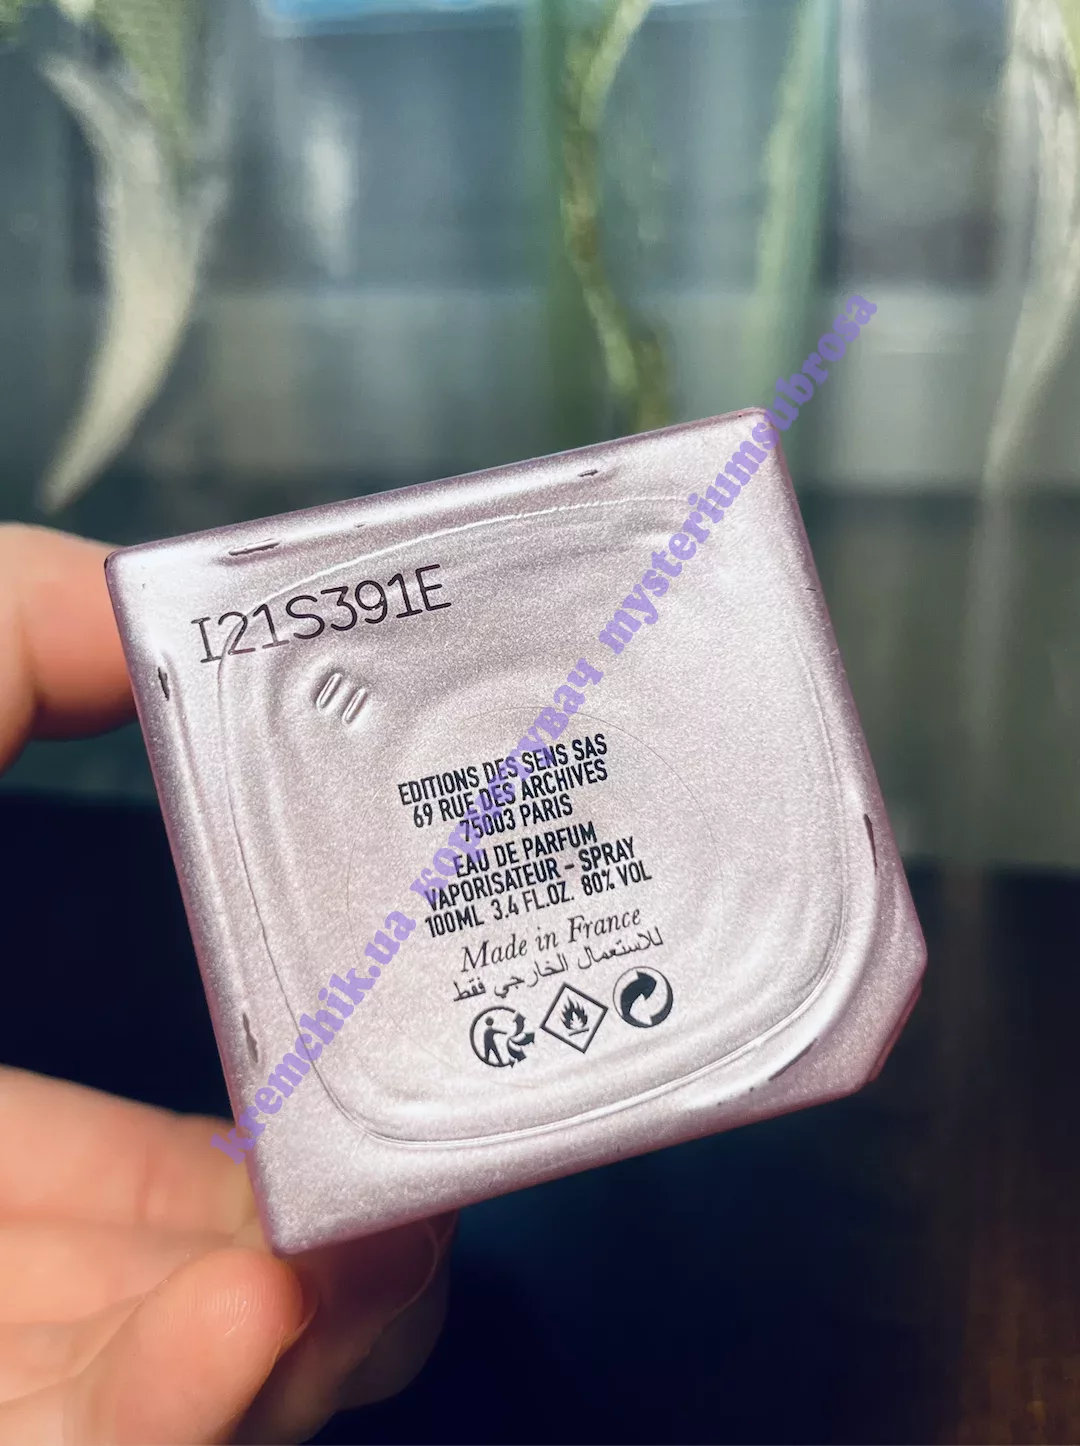 I21S391E
EDITIONS DES SENS SAS
69 RUE DES ARCHIVES
75003 PARIS
EAU DE PARFUM
VAPORISATEUR - SPRAY
100ML 3.4 FL.OZ. 80% VOL
Made in France
للاستعمال الخارجي فقط
kremchik.ua користувач mysteriumsubrosa